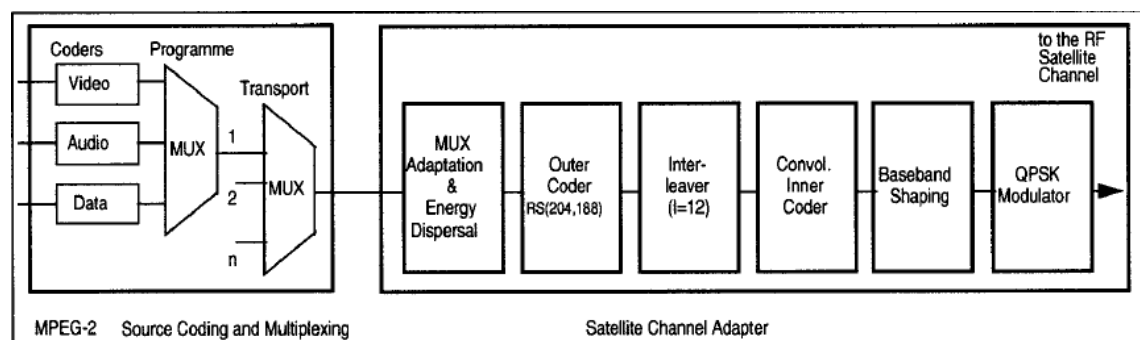 Coders
Programme
Video
Audio
Data
MUX
1
2
n
Transport
MUX
MPEG-2 Source Coding and Multiplexing
to the RF
Satellite
Channel
MUX
Adaptation
&
Energy
Dispersal
Outer
Coder
RS(204,188)
Inter-
leaver
(I=12)
Convol.
Inner
Coder
Baseband
Shaping
QPSK
Modulator
Satellite Channel Adapter